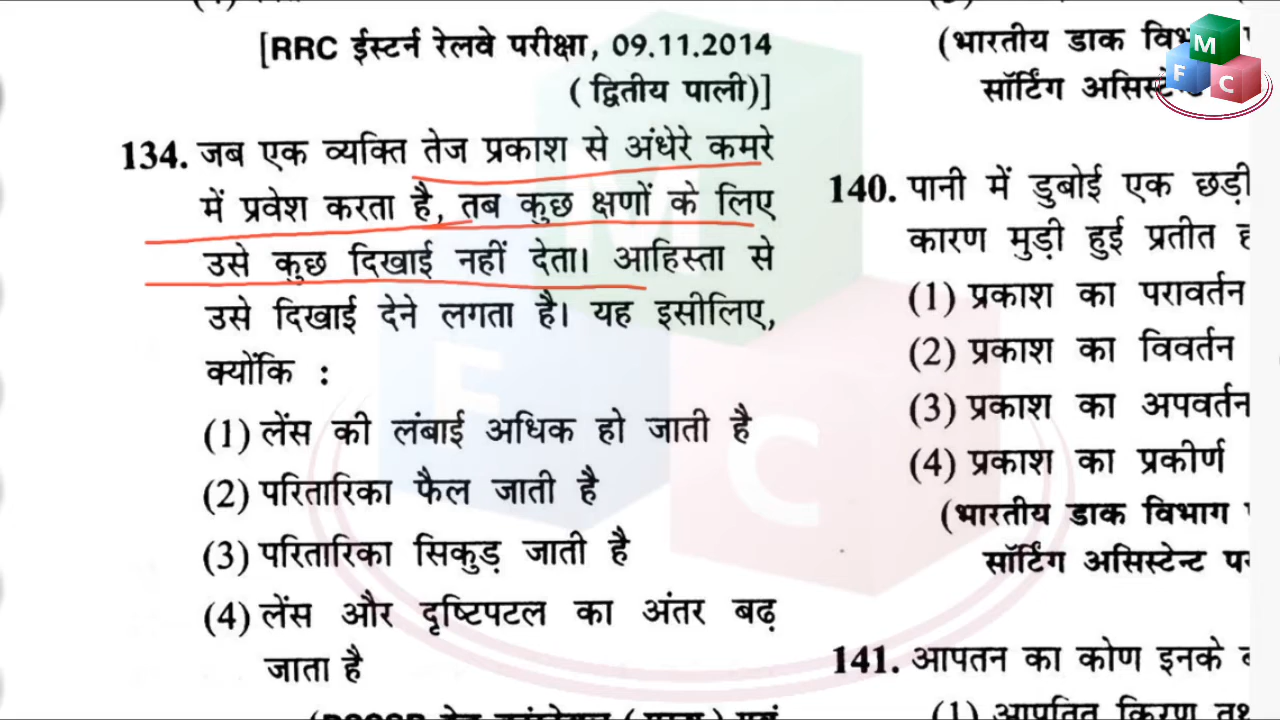 [RRC ईस्टर्न रेलवे परीक्षा, 09.11.2014
(द्वितीय पाली)]
134. जब एक व्यक्ति तेज प्रकाश से अंधेरे कमरे
में प्रवेश करता है, तब कुछ क्षणों के लिए
उसे कुछ दिखाई नहीं देता। आहिस्ता से
उसे दिखाई देने लगता है। यह इसीलिए,
क्योंकि :
(1) लेंस की लंबाई अधिक हो जाती है
(2) परितारिका फैल जाती है
(3) परितारिका सिकुड़ जाती है
(4) लेंस और दृष्टिपटल का अंतर बढ़
जाता है
(भारतीय डाक
सॉर्टिंग
140. पानी में डुबोई एक छड़ी
कारण मुड़ी हुई प्रतीत
(1) प्रकाश का परावर्तन
(2) प्रकाश का विवर्तन
(3) प्रकाश का अपवर्तन
(4) प्रकाश का प्रकीर्ण
(भारतीय डाक विभाग
सॉर्टिंग असिस्टेन्ट
141. आपतन का कोण इनके
(1) आपतित किरण
M
F
C
M
E
C